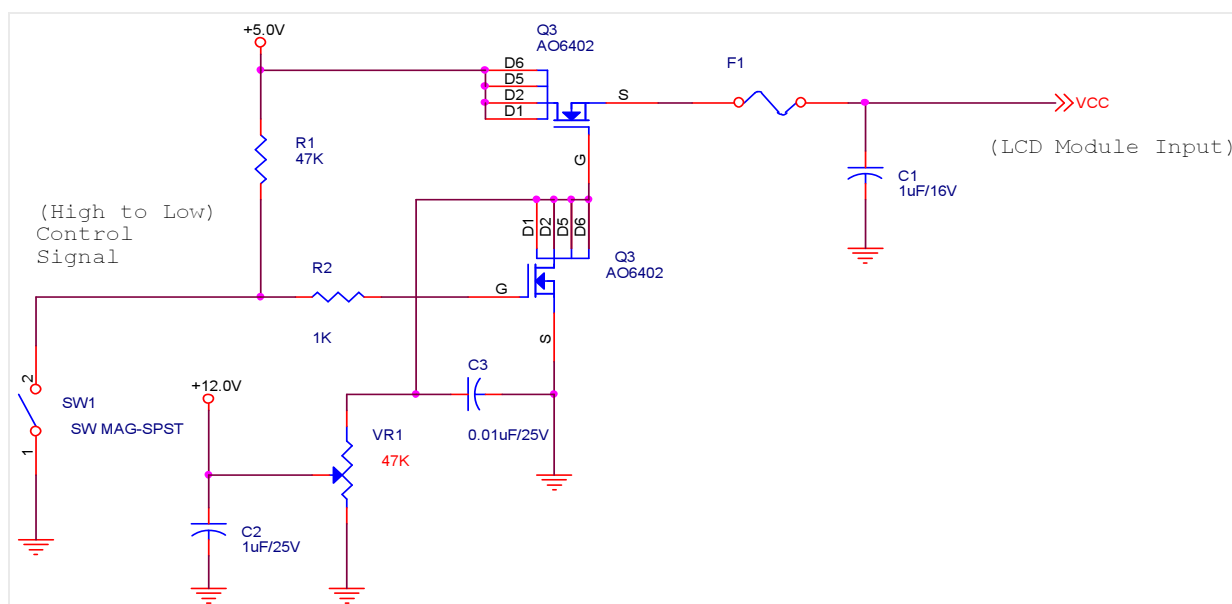 +5.0V
Q3
AO6402
F1
D6
D5
D2
D1
S
VCC
R1
47K
(LCD Module Input)
G
C1
1uF/16V
(High to Low)
Control
Signal
D1
D2
D5
D6
Q3
AO6402
R2
G
1K
S
C3
2
+12.0V
SW1
SW MAG-SPST
VR1
0.01uF/25V
47K
1
C2
1uF/25V